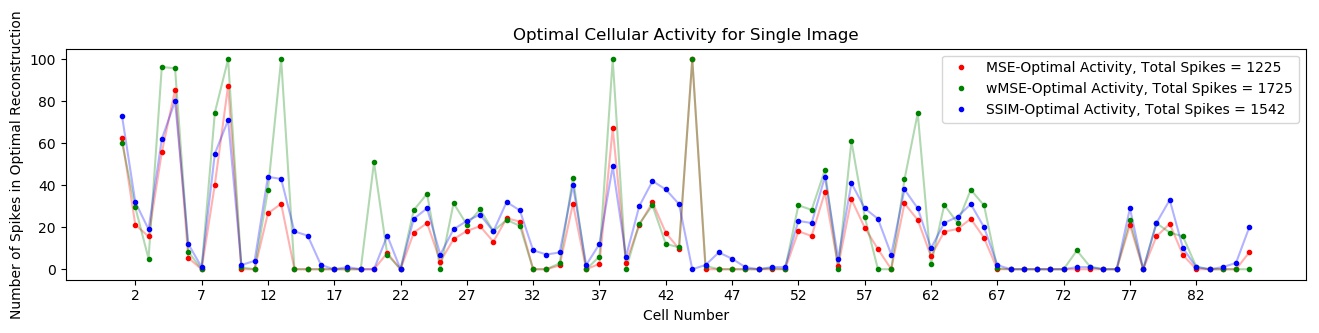 Optimal Cellular Activity for Single Image
Number of Spikes in Optimal Reconstruction
100
80
60
40
20
0
MSE-Optimal Activity, Total Spikes = 1225
wMSE-Optimal Activity, Total Spikes = 1725
SSIM-Optimal Activity, Total Spikes = 1542
2 7 12 17 22 27 32 37 42 47 52 57 62 67 72 77 82
Cell Number